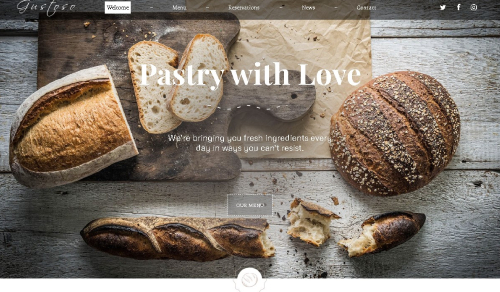 Gustoso
Welcome
Menu
Reservations
News
Contact
Pastry with Love
We're bringing you fresh ingredients every
day in ways you can't resist.
OUR MENU